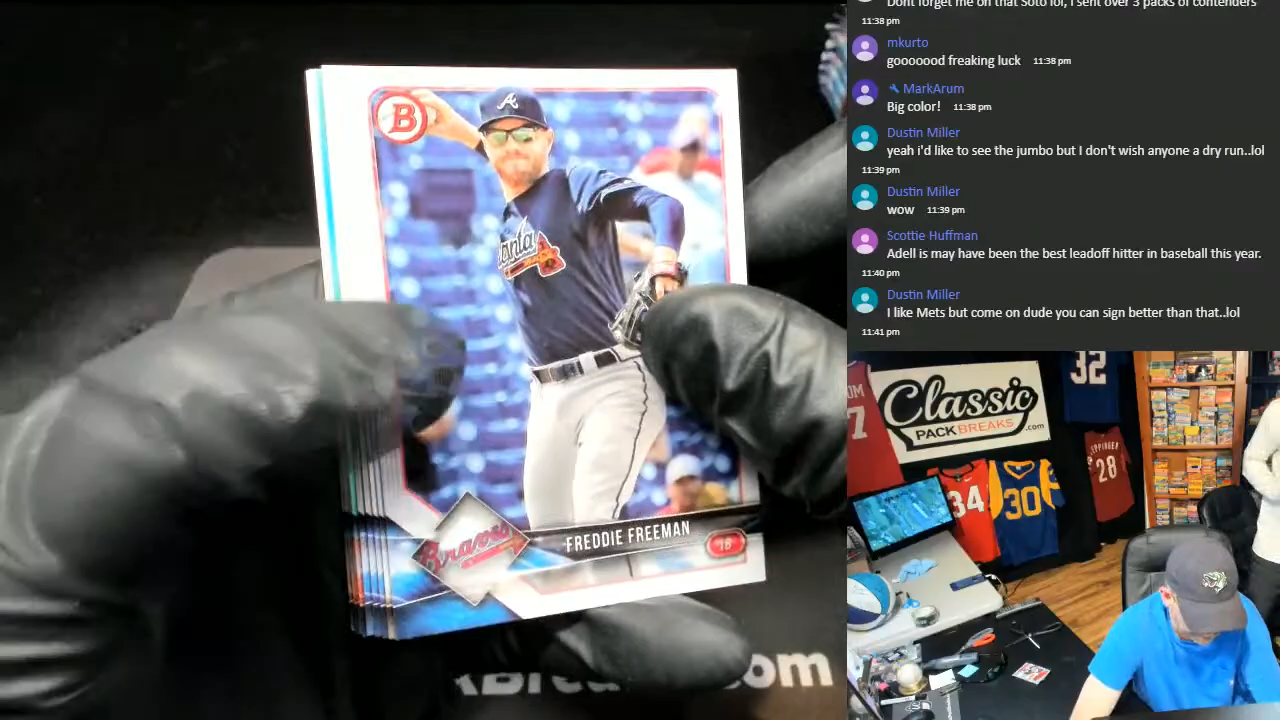 Dont forget me on that Soto lol, i sent over 3 packs of contenders
11:38 pm
mkurto
gooooood freaking luck 11:38 pm
MarkArum
Big color! 11:38 pm
Dustin Miller
yeah i'd like to see the jumbo but I don't wish anyone a dry run..lol
11:39 pm
Dustin Miller
wow 11:39 pm
Scottie Huffman
Adell is may have been the best leadoff hitter in baseball this year.
11:40 pm
Dustin Miller
I like Mets but come on dude you can sign better than that..lol
11:41 pm
B
A
Braves
FREDDIE FREEMAN
Classic
PACKBREAKS.com
32
7
34
30
28